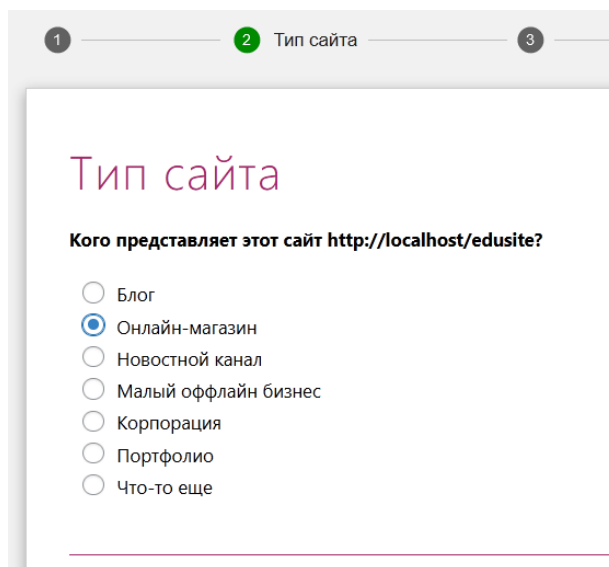 1
2 Тип сайта
3
Тип сайта
Кого представляет этот сайт http://localhost/edusite?
Блог
Онлайн-магазин
Новостной канал
Малый оффлайн бизнес
Корпорация
Портфолио
Что-то еще